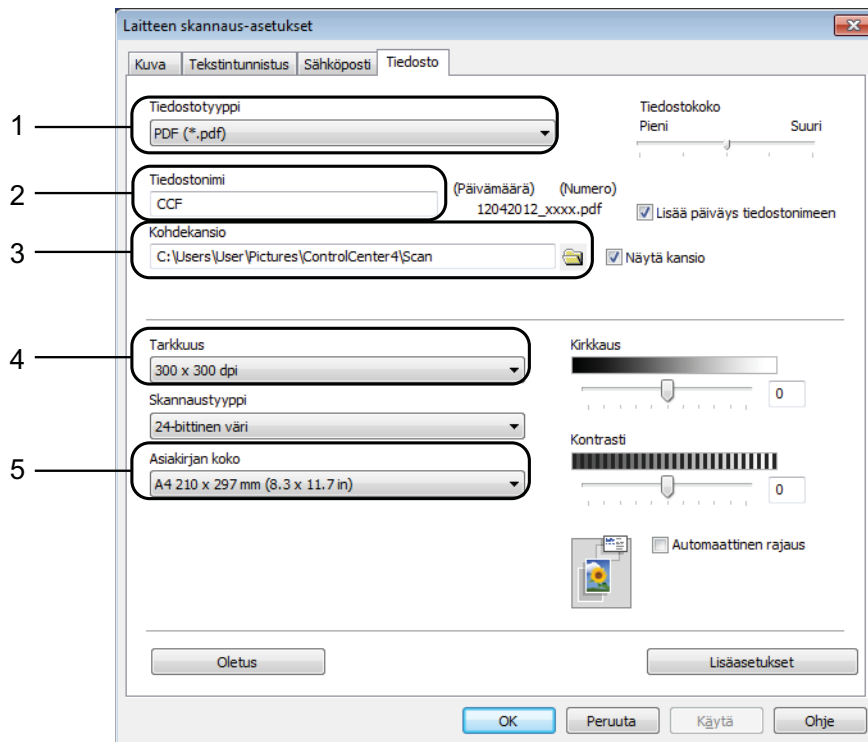 Laitteen skannaus-asetukset
Kuva Tekstintunnistus Sähköposti Tiedosto
1
Tiedostotyyppi
PDF (*.pdf)
Tiedostokoko
Pieni Suuri
2
Tiedostonimi
CCF
(Päivämäärä) (Numero)
12042012_xxxx.pdf
Lisää päiväys tiedostonimeen
3
Kohdekansio
C:\Users\User\Pictures\ControlCenter4\Scan
Näytä kansio
4
Tarkkuus
300 x 300 dpi
Kirkkaus
0
Skannaustyyppi
24-bittinen väri
5
Asiakirjan koko
A4 210 x 297 mm (8.3 x 11.7 in)
Kontrasti
0
Automaattinen rajaus
Oletus
Lisäasetukset
OK Peruuta Käytä Ohje